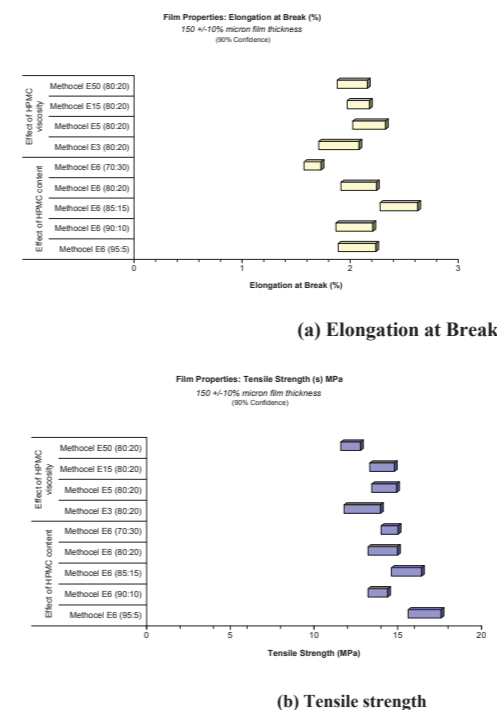 Film Properties: Elongation at Break (%)
150 +/-10% micron film thickness
(90% Confidence)
Effect of HPMC
viscosity
Methocel E50 (80:20)
Methocel E15 (80:20)
Methocel E5 (80:20)
Methocel E3 (80:20)
Effect of HPMC content
Methocel E6 (70:30)
Methocel E6 (80:20)
Methocel E6 (85:15)
Methocel E6 (90:10)
Methocel E6 (95:5)
0 1 2 3
Elongation at Break (%)
(a) Elongation at Break
Film Properties: Tensile Strength (s) MPa
150 +/-10% micron film thickness
(90% Confidence)
Effect of HPMC
viscosity
Methocel E50 (80:20)
Methocel E15 (80:20)
Methocel E5 (80:20)
Methocel E3 (80:20)
Effect of HPMC content
Methocel E6 (70:30)
Methocel E6 (80:20)
Methocel E6 (85:15)
Methocel E6 (90:10)
Methocel E6 (95:5)
0 5 10 15 20
Tensile Strength (MPa)
(b) Tensile strength